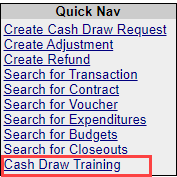 Quick Nav
Create Cash Draw Request
Create Adjustment
Create Refund
Search for Transaction
Search for Contract
Search for Voucher
Search for Expenditures
Search for Budgets
Search for Closeouts
Cash Draw Training